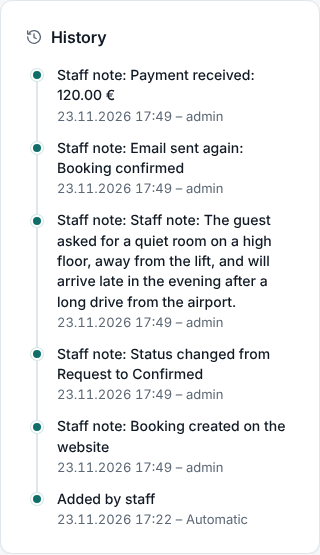 History
Staff note: Payment received:
120.00 €
23.11.2026 17:49 – admin
Staff note: Email sent again:
Booking confirmed
23.11.2026 17:49 – admin
Staff note: Staff note: The guest
asked for a quiet room on a high
floor, away from the lift, and will
arrive late in the evening after a
long drive from the airport.
23.11.2026 17:49 – admin
Staff note: Status changed from
Request to Confirmed
23.11.2026 17:49 – admin
Staff note: Booking created on the
website
23.11.2026 17:49 – admin
Added by staff
23.11.2026 17:22 – Automatic